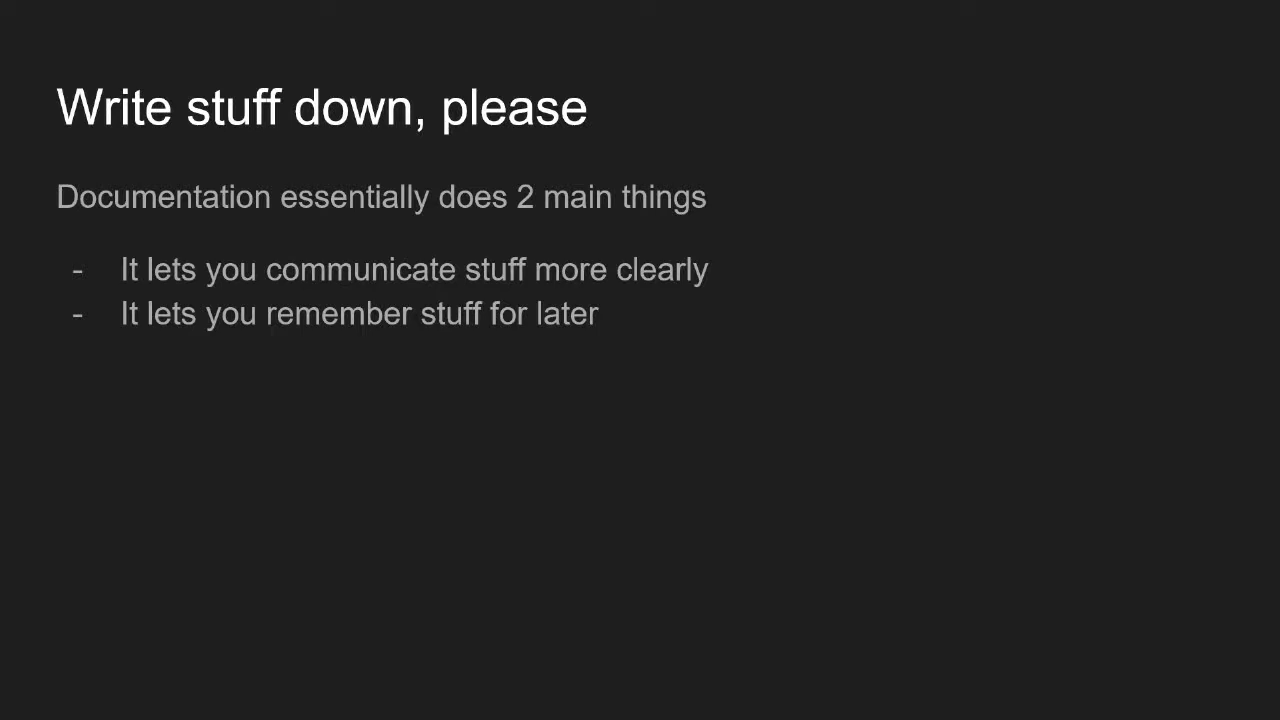 Write stuff down, please
Documentation essentially does 2 main things
- It lets you communicate stuff more clearly
- It lets you remember stuff for later